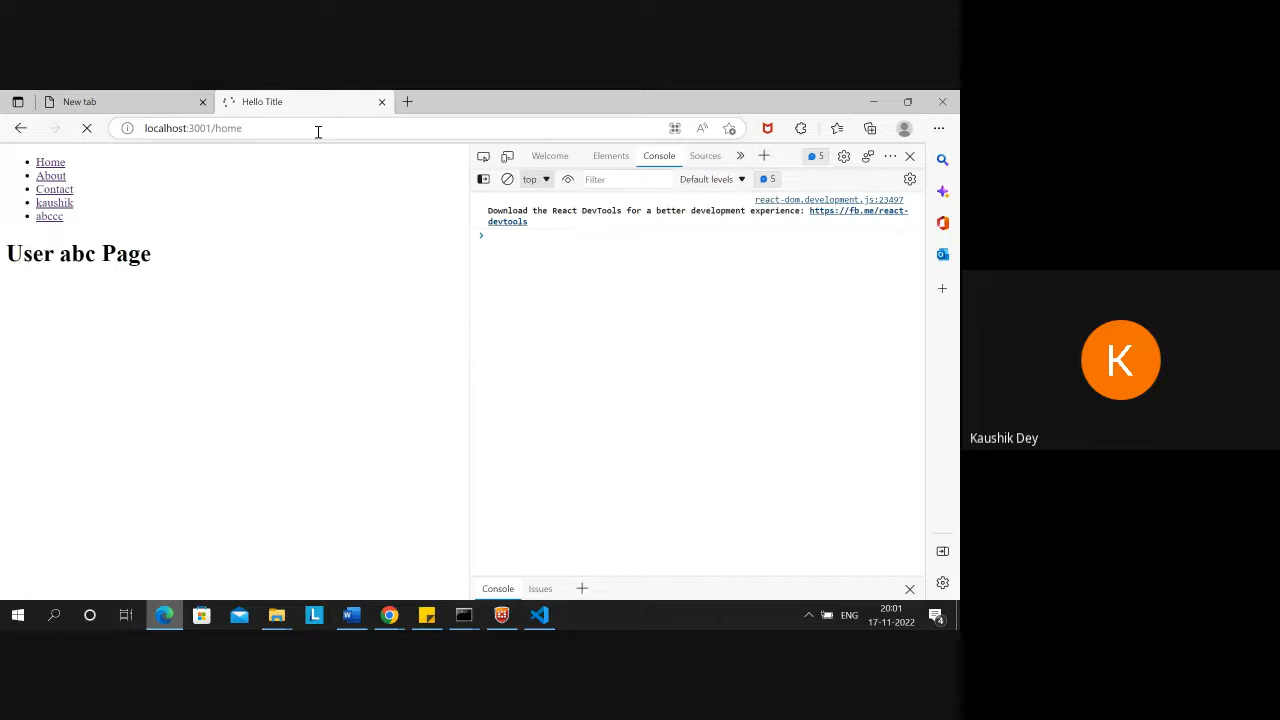 New tab
Hello Title
localhost:3001/home
Home
About
Contact
kaushik
abccc
User abc Page
Welcome
Elements
Console
Sources
5
top
Filter
Default levels
5
react-dom.development.js:23497
Download the React DevTools for a better development experience: https://fb.me/react-
devtools
Console
Issues
ENG
20:01
17-11-2022
4
K
Kaushik Dey